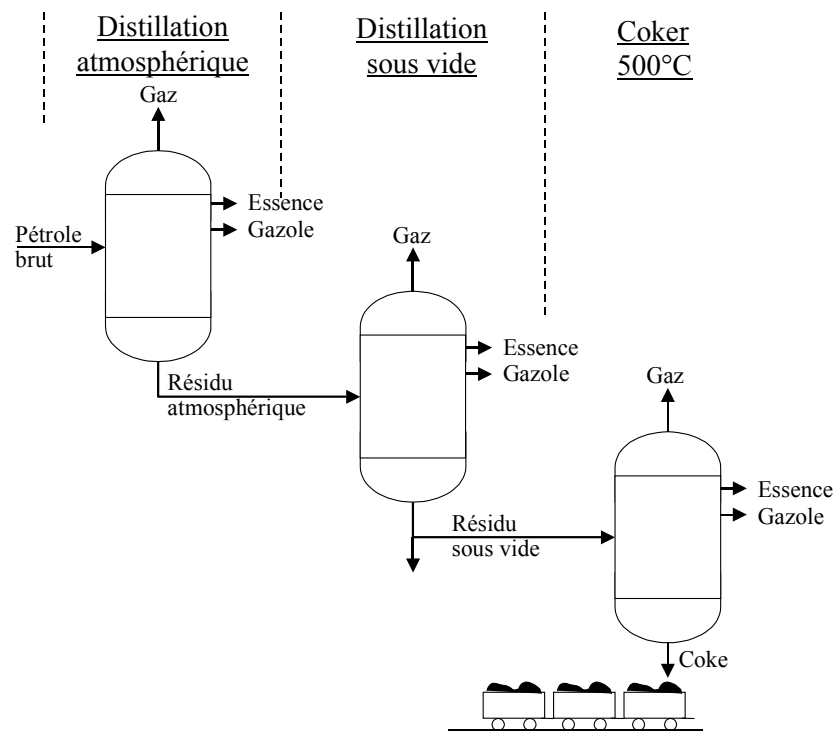 Distillation
atmosphérique
Distillation
sous vide
Coker
500°C
Gaz
Essence
Gazole
Pétrole
brut
Résidu
atmosphérique
Gaz
Essence
Gazole
Résidu
sous vide
Gaz
Essence
Gazole
Coke